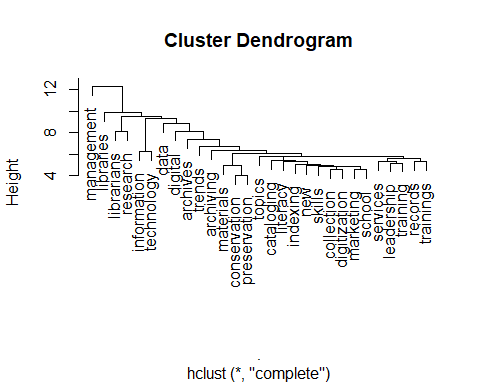 Cluster Dendrogram
Height
12
8
4
management
libraries
librarians
research
information
technology
data
digital
archives
trends
archiving
materials
conservation
preservation
topics
cataloging
literacy
indexing
new
skills
collection
digitization
marketing
school
services
leadership
training
records
trainings
.
hclust (*, "complete")